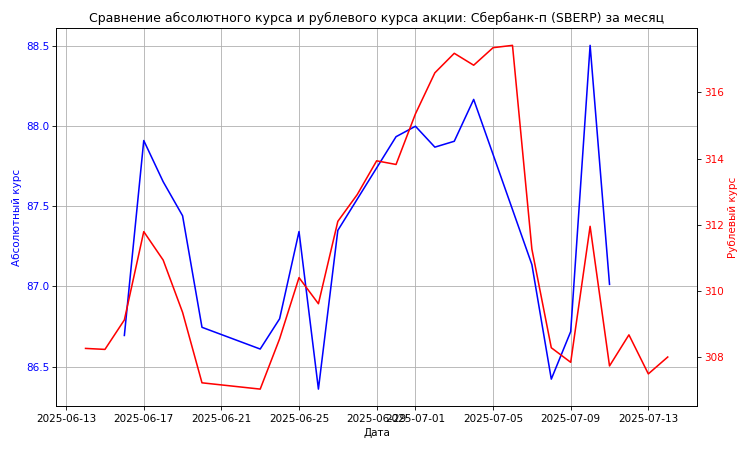 Сравнение абсолютного курса и рублевого курса акции: Сбербанк-п (SBERP) за месяц
88.5
88.0
87.5
87.0
86.5
Абсолютный курс
316
314
312
310
308
Рублевый курс
2025-06-13 2025-06-17 2025-06-21 2025-06-25 2025-06-29 2025-07-01 2025-07-05 2025-07-09 2025-07-13
Дата